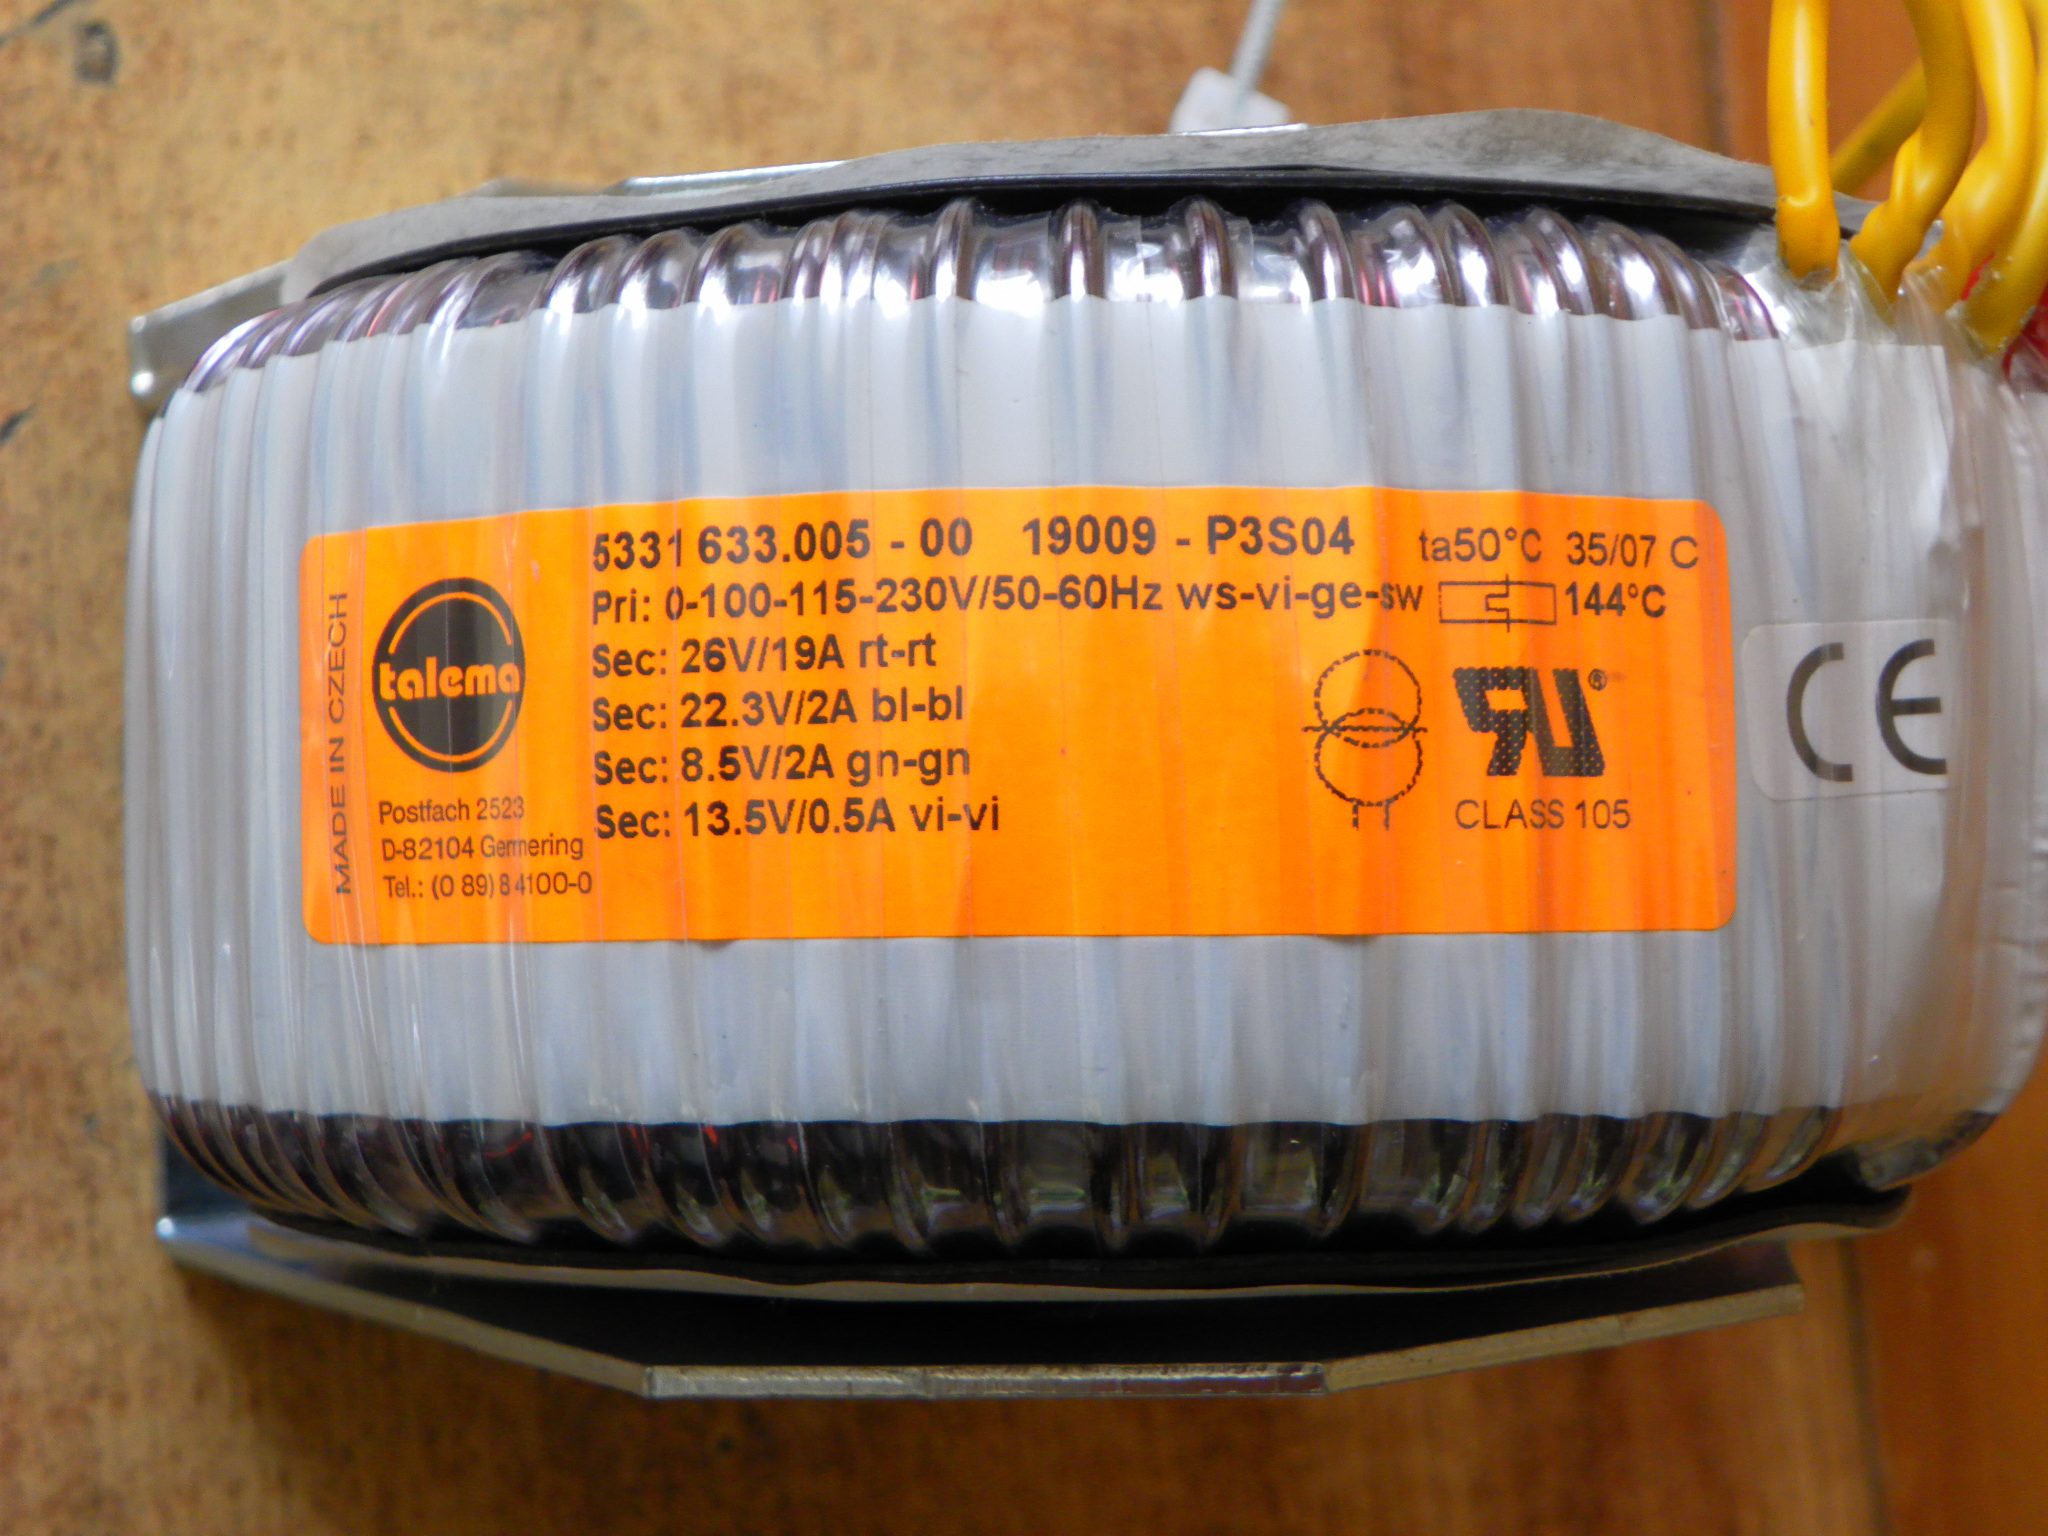 MADE IN CZECH
talema
Postfach 2523
D-82104 Germering
Tel.: (0 89) 8 4100-0
5331 633.005 - 00 19009 - P3S04
Pri: 0-100-115-230V/50-60Hz ws-vi-ge-sw
Sec: 26V/19A rt-rt
Sec: 22.3V/2A bl-bl
Sec: 8.5V/2A gn-gn
Sec: 13.5V/0.5A vi-vi
ta50°C 35/07 C
144°C
RU®
CLASS 105
CE